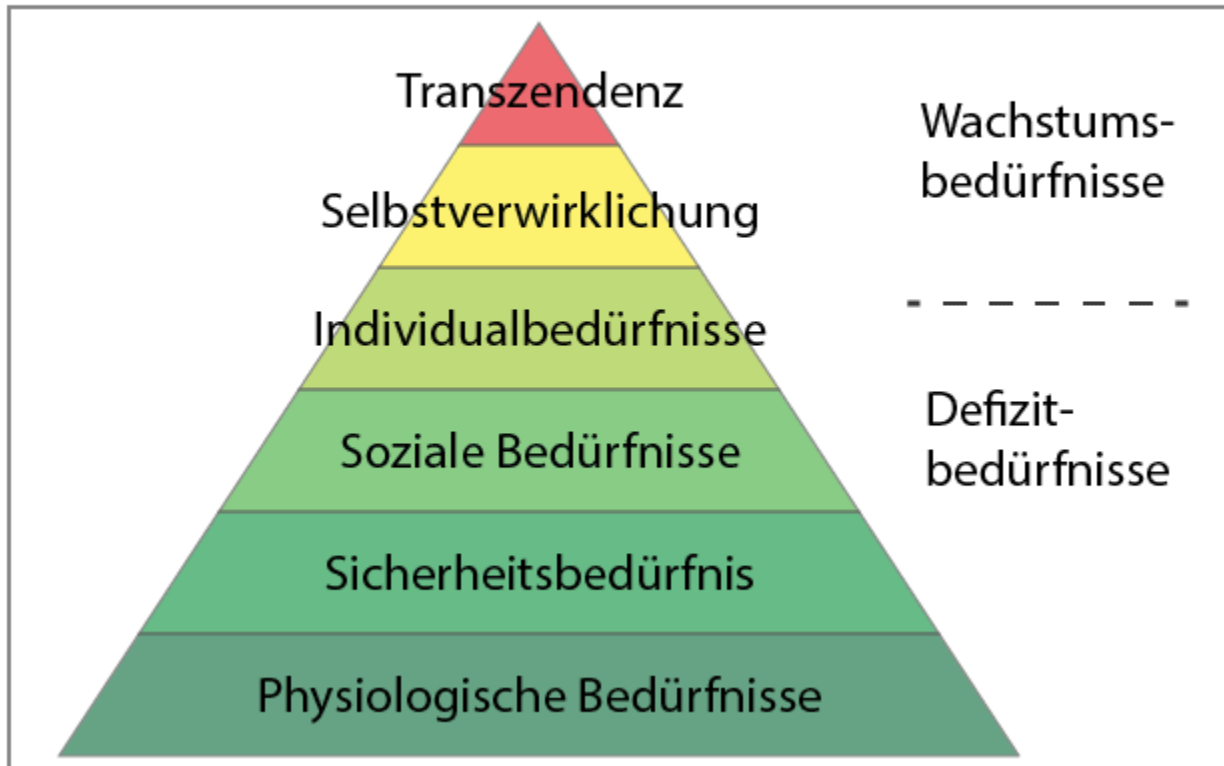 Transzendenz
Wachstums-
bedürfnisse
Selbstverwirklichung
Individualbedürfnisse
Soziale Bedürfnisse
Defizit-
bedürfnisse
Sicherheitsbedürfnis
Physiologische Bedürfnisse